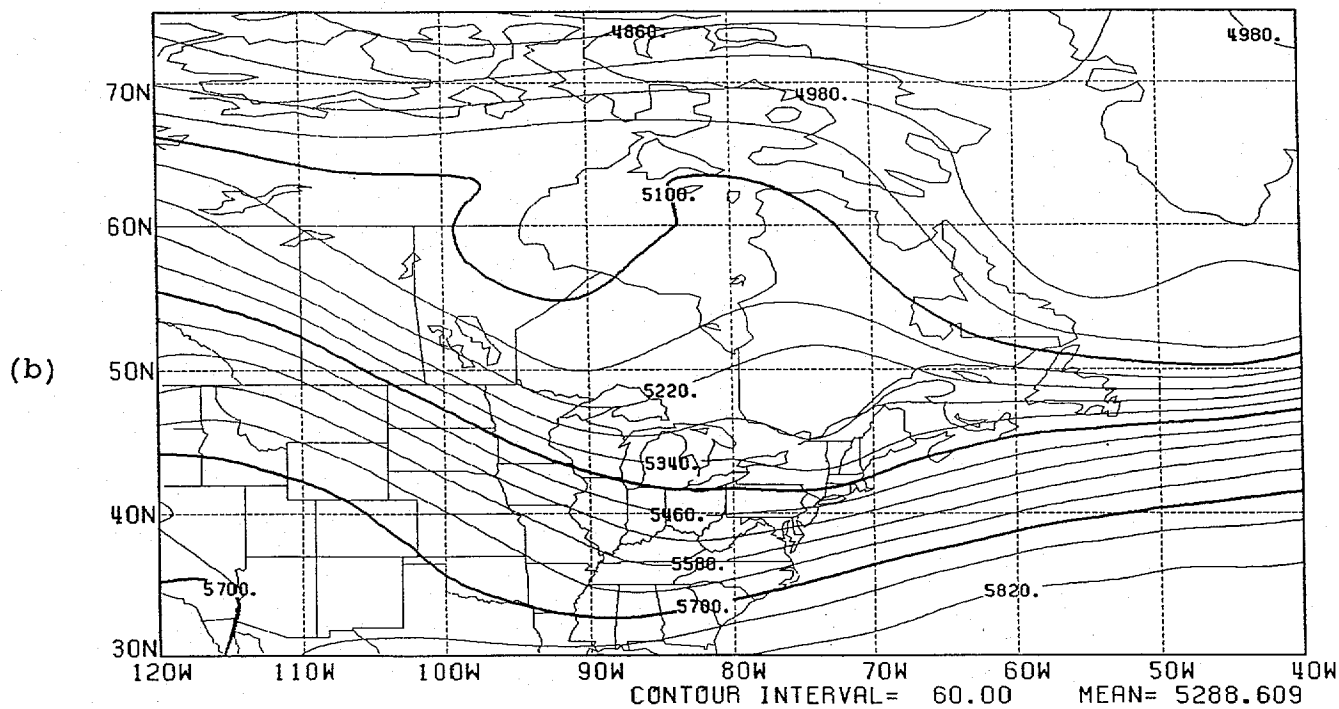 (b)
4860.
4980.
70N
4980.
5100.
60N
50N
5220.
5340.
40N
5460.
5580.
5700.
5700.
5820.
30N
120W 110W 100W 90W 80W 70W 60W 50W 40W
CONTOUR INTERVAL= 60.00 MEAN= 5288.609